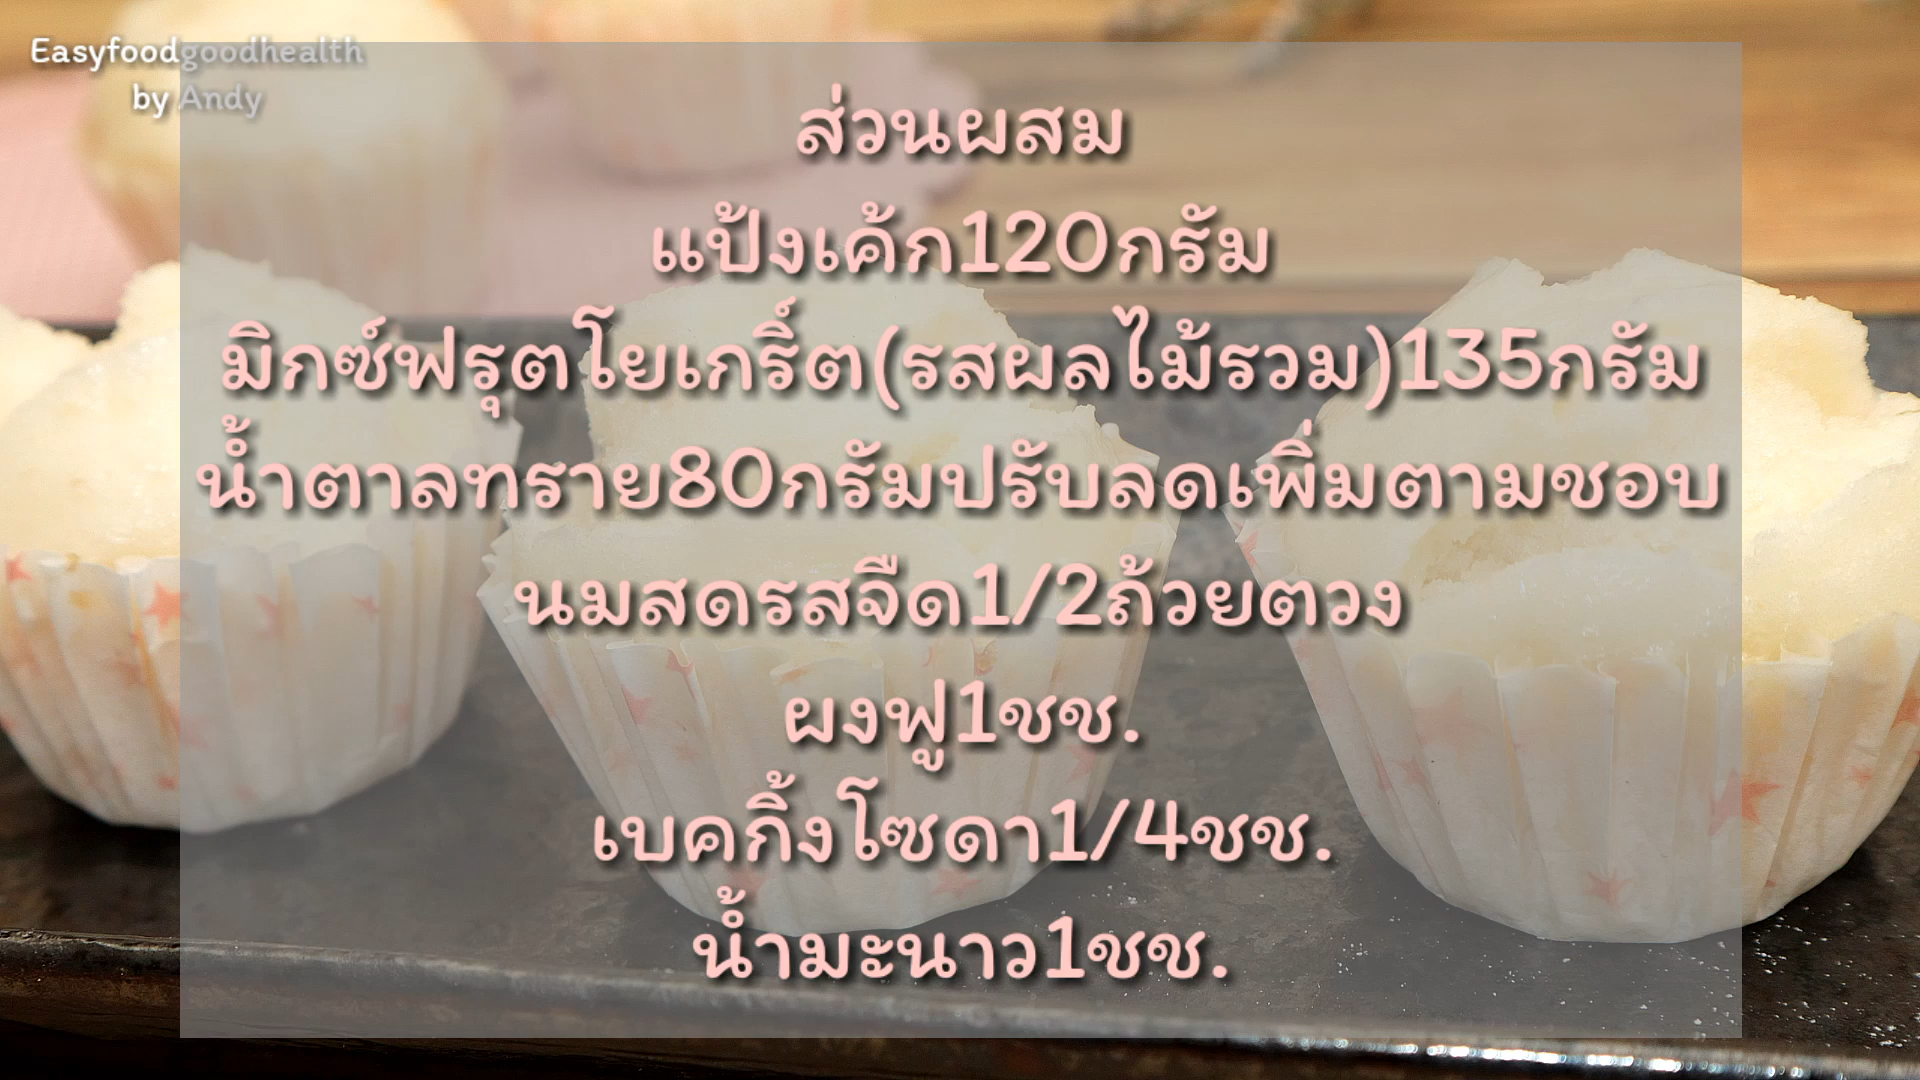 Easyfoodgoodhealth
by Andy
ส่วนผสม
แป้งเค้ก120กรัม
มิกซ์ฟรุตโยเกริ์ต(รสผลไม้รวม)135กรัม
น้ำตาลทราย80กรัมปรับลดเพิ่มตามชอบ
นมสดรสจืด1/2ถ้วยตวง
ผงฟู1ชช.
เบคกิ้งโซดา1/4ชช.
น้ำมะนาว1ชช.